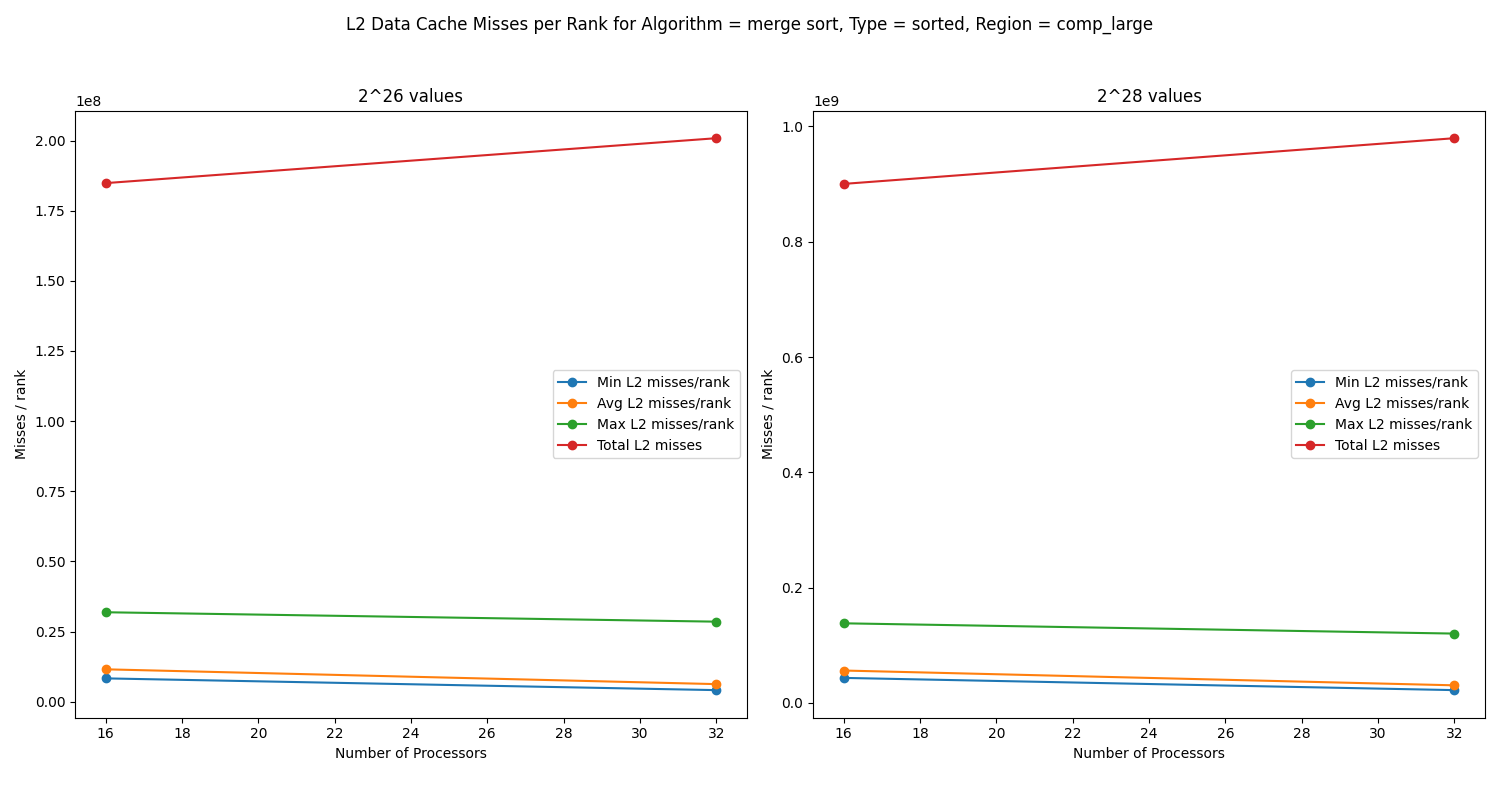 L2 Data Cache Misses per Rank for Algorithm = merge sort, Type = sorted, Region = comp_large
2^26 values
1e8
2.00
1.75
1.50
1.25
1.00
0.75
0.50
0.25
0.00
Misses / rank
Min L2 misses/rank
Avg L2 misses/rank
Max L2 misses/rank
Total L2 misses
16 18 20 22 24 26 28 30 32
Number of Processors
2^28 values
1e9
1.0
0.8
0.6
0.4
0.2
0.0
Misses / rank
Min L2 misses/rank
Avg L2 misses/rank
Max L2 misses/rank
Total L2 misses
16 18 20 22 24 26 28 30 32
Number of Processors